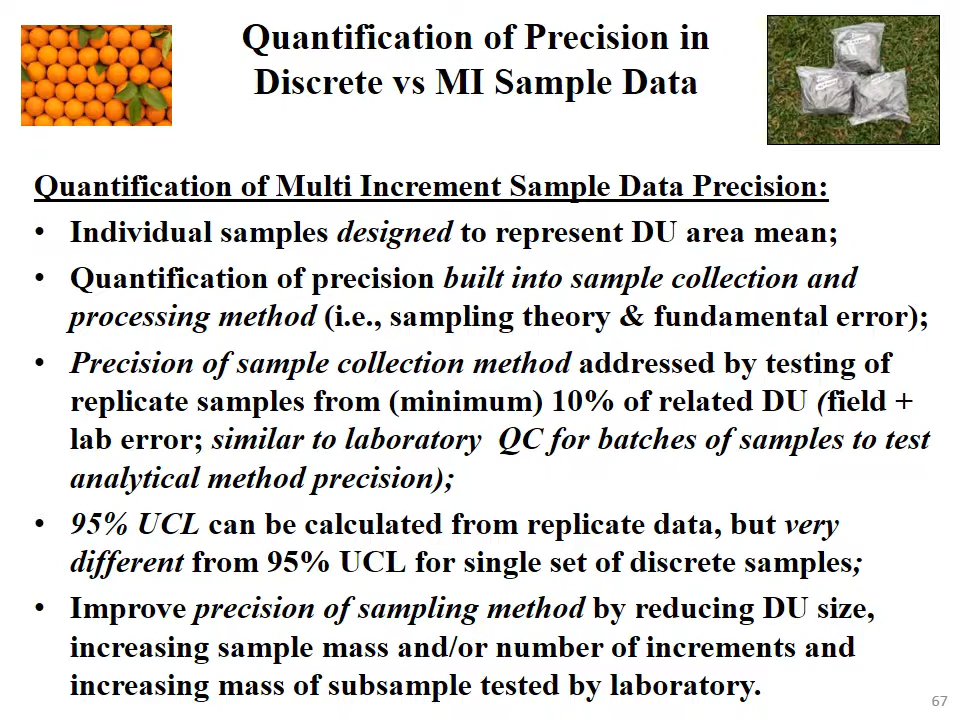 Quantification of Precision in
Discrete vs MI Sample Data
Quantification of Multi Increment Sample Data Precision:
• Individual samples designed to represent DU area mean;
• Quantification of precision built into sample collection and
processing method (i.e., sampling theory & fundamental error);
• Precision of sample collection method addressed by testing of
replicate samples from (minimum) 10% of related DU (field +
lab error; similar to laboratory QC for batches of samples to test
analytical method precision);
• 95% UCL can be calculated from replicate data, but very
different from 95% UCL for single set of discrete samples;
• Improve precision of sampling method by reducing DU size,
increasing sample mass and/or number of increments and
increasing mass of subsample tested by laboratory.
67